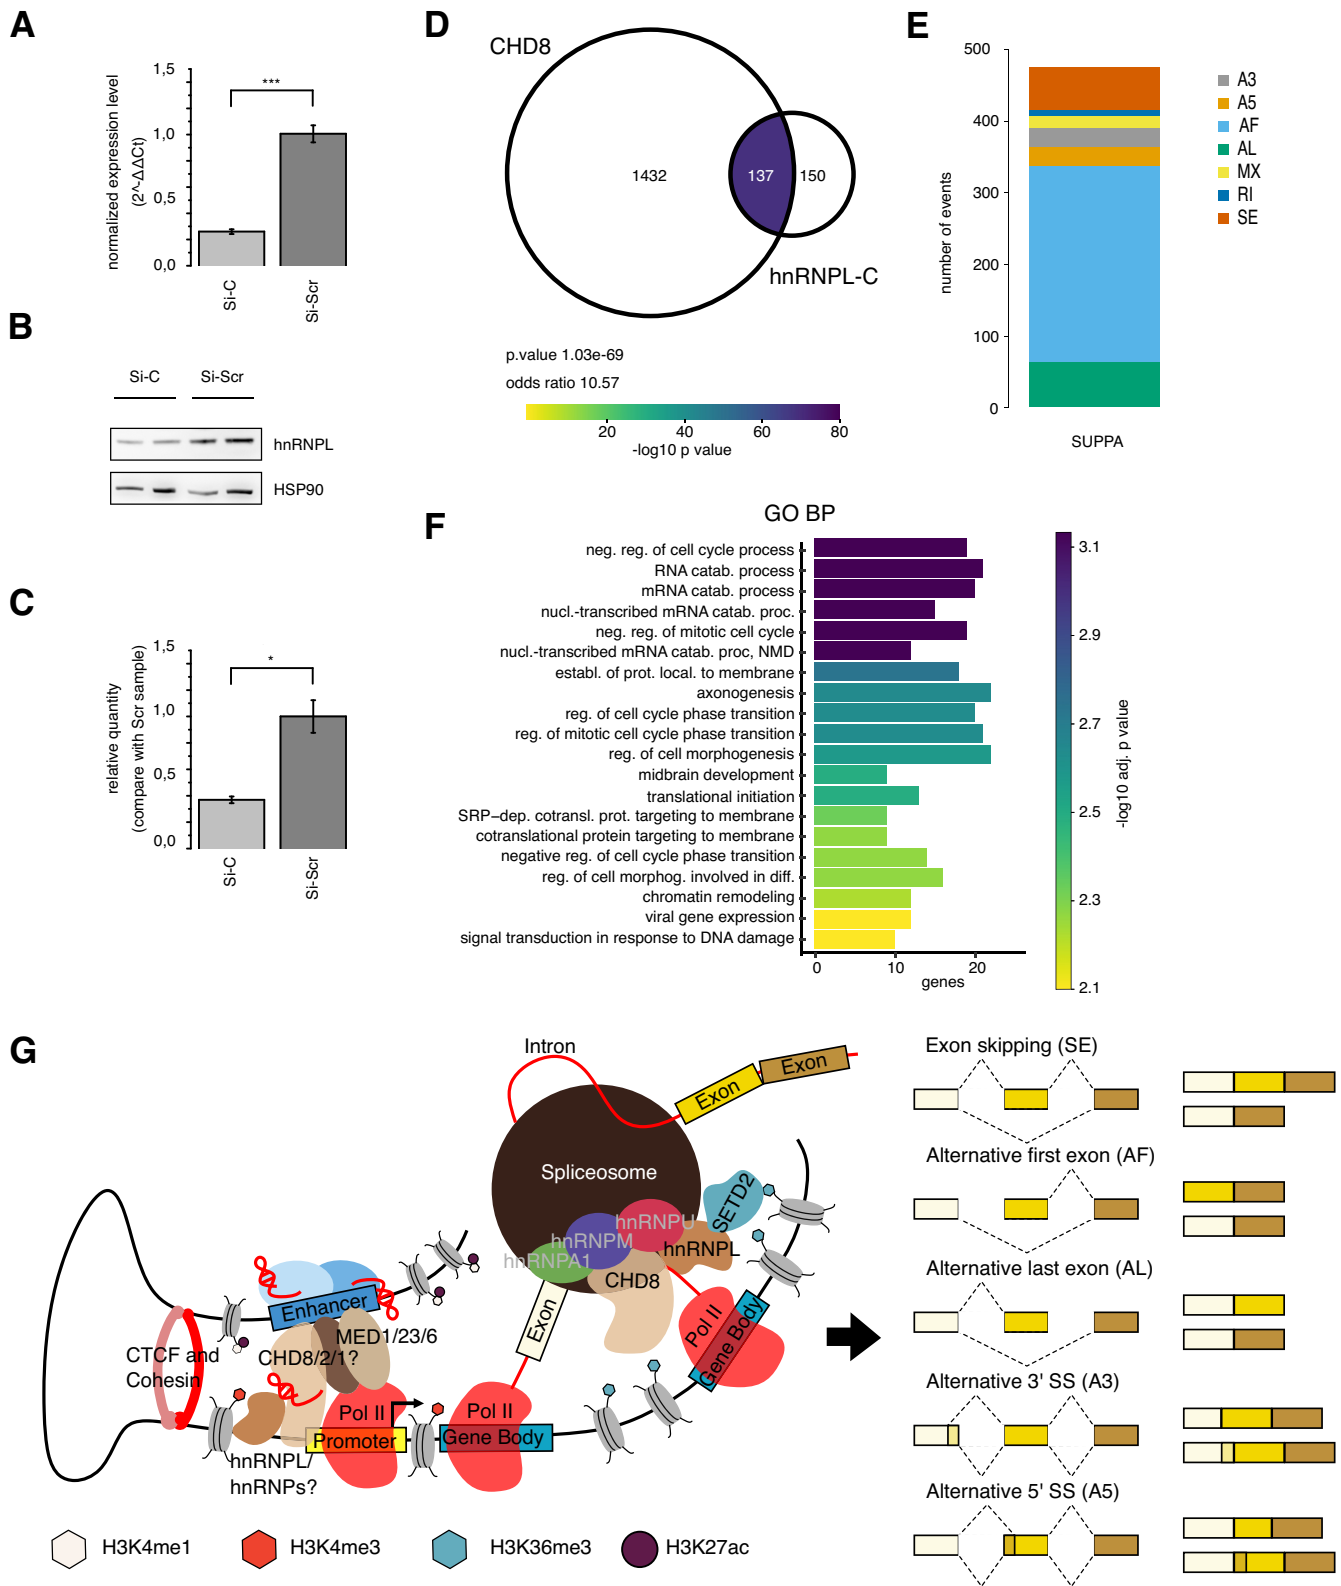 A
normalized expression level
(2^-ΔΔCt)
1,5
1,0
0,5
0,0
***
Si-C
Si-Scr
B
Si-C
Si-Scr
hnRNPL
HSP90
C
relative quantity
(compare with Scr sample)
1,5
1,0
0,5
0,0
*
Si-C
Si-Scr
D
CHD8
1432
137
150
hnRNPL-C
p.value 1.03e-69
odds ratio 10.57
20
40
60
80
-log10 p value
E
number of events
500
400
300
200
100
0
SUPPA
A3
A5
AF
AL
MX
RI
SE
F
GO BP
neg. reg. of cell cycle process
RNA catab. process
mRNA catab. process
nucl.-transcribed mRNA catab. proc.
neg. reg. of mitotic cell cycle
nucl.-transcribed mRNA catab. proc, NMD
establ. of prot. local. to membrane
axonogenesis
reg. of cell cycle phase transition
reg. of mitotic cell cycle phase transition
reg. of cell morphogenesis
midbrain development
translational initiation
SRP−dep. cotransl. prot. targeting to membrane
cotranslational protein targeting to membrane
negative reg. of cell cycle phase transition
reg. of cell morphog. involved in diff.
chromatin remodeling
viral gene expression
signal transduction in response to DNA damage
0
10
20
genes
3.1
2.9
2.7
2.5
2.3
2.1
-log10 adj. p value
G
Intron
Exon
Exon
Spliceosome
SETD2
hnRNPU
hnRNPM
hnRNPL
hnRNPA1
CHD8
Exon
Pol II
Gene Body
Enhancer
MED1/23/6
CHD8/2/1?
CTCF and
Cohesin
Pol II
Promoter
Pol II
Gene Body
hnRNPL/
hnRNPs?
H3K4me1
H3K4me3
H3K36me3
H3K27ac
Exon skipping (SE)
Alternative first exon (AF)
Alternative last exon (AL)
Alternative 3' SS (A3)
Alternative 5' SS (A5)